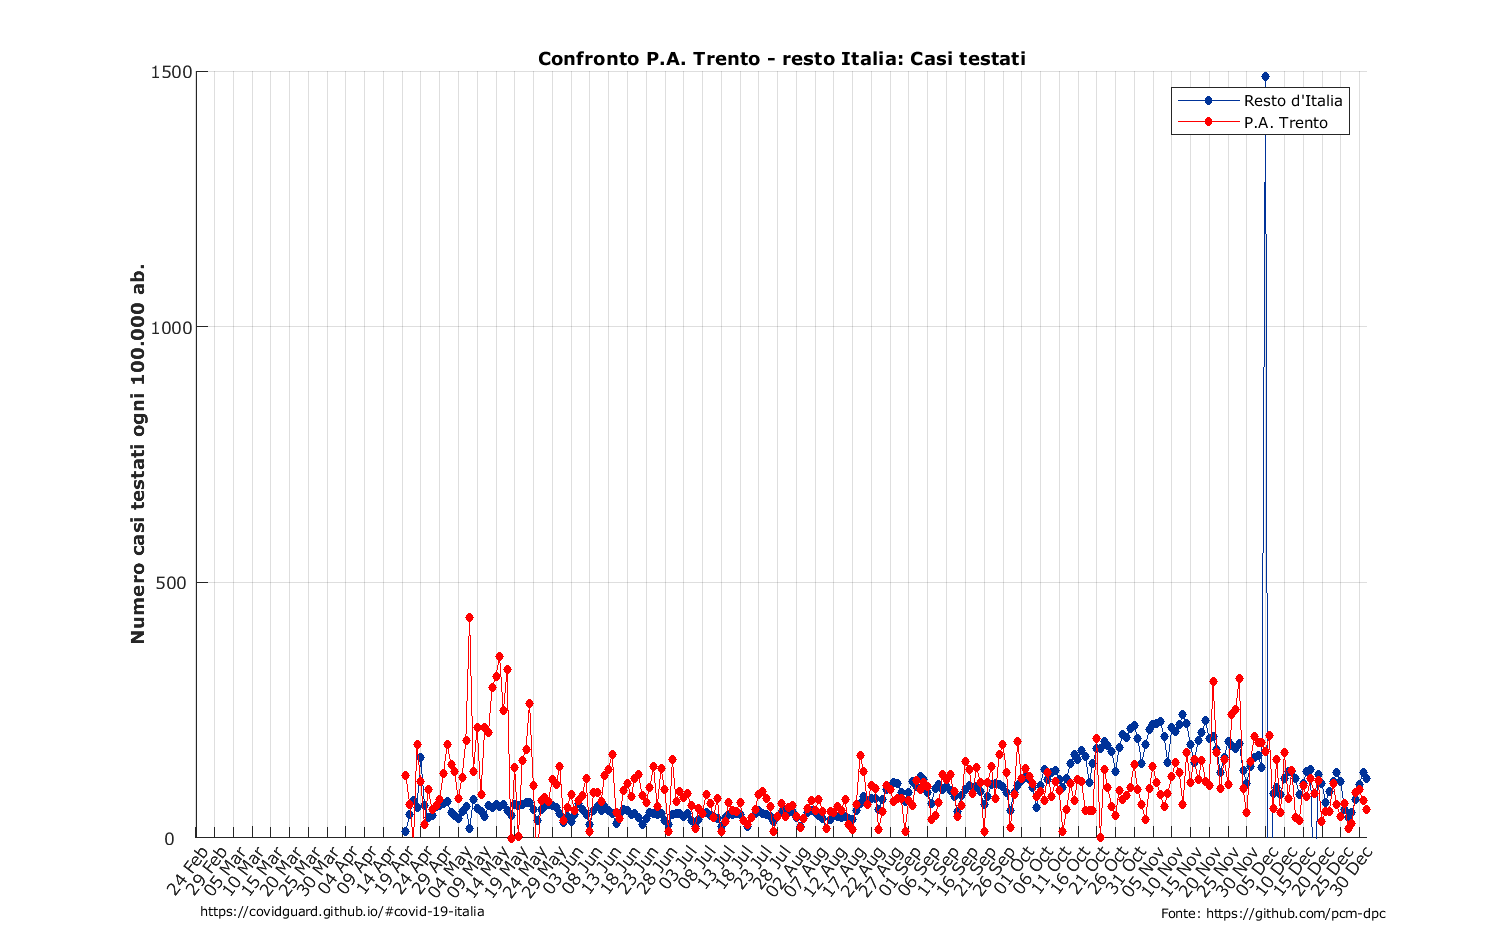 Confronto P.A. Trento - resto Italia: Casi testati
1500
1000
500
0
Numero casi testati ogni 100.000 ab.
Resto d'Italia
P.A. Trento
24 Feb
29 Feb
05 Mar
10 Mar
15 Mar
20 Mar
25 Mar
30 Mar
04 Apr
09 Apr
14 Apr
19 Apr
24 Apr
29 Apr
04 May
09 May
14 May
19 May
24 May
29 May
03 Jun
08 Jun
13 Jun
18 Jun
23 Jun
28 Jun
03 Jul
08 Jul
13 Jul
18 Jul
23 Jul
28 Jul
02 Aug
07 Aug
12 Aug
17 Aug
22 Aug
27 Aug
01 Sep
06 Sep
11 Sep
16 Sep
21 Sep
26 Sep
01 Oct
06 Oct
11 Oct
16 Oct
21 Oct
26 Oct
31 Oct
05 Nov
10 Nov
15 Nov
20 Nov
25 Nov
30 Nov
05 Dec
10 Dec
15 Dec
20 Dec
25 Dec
30 Dec
https://covidguard.github.io/#covid-19-italia
Fonte: https://github.com/pcm-dpc